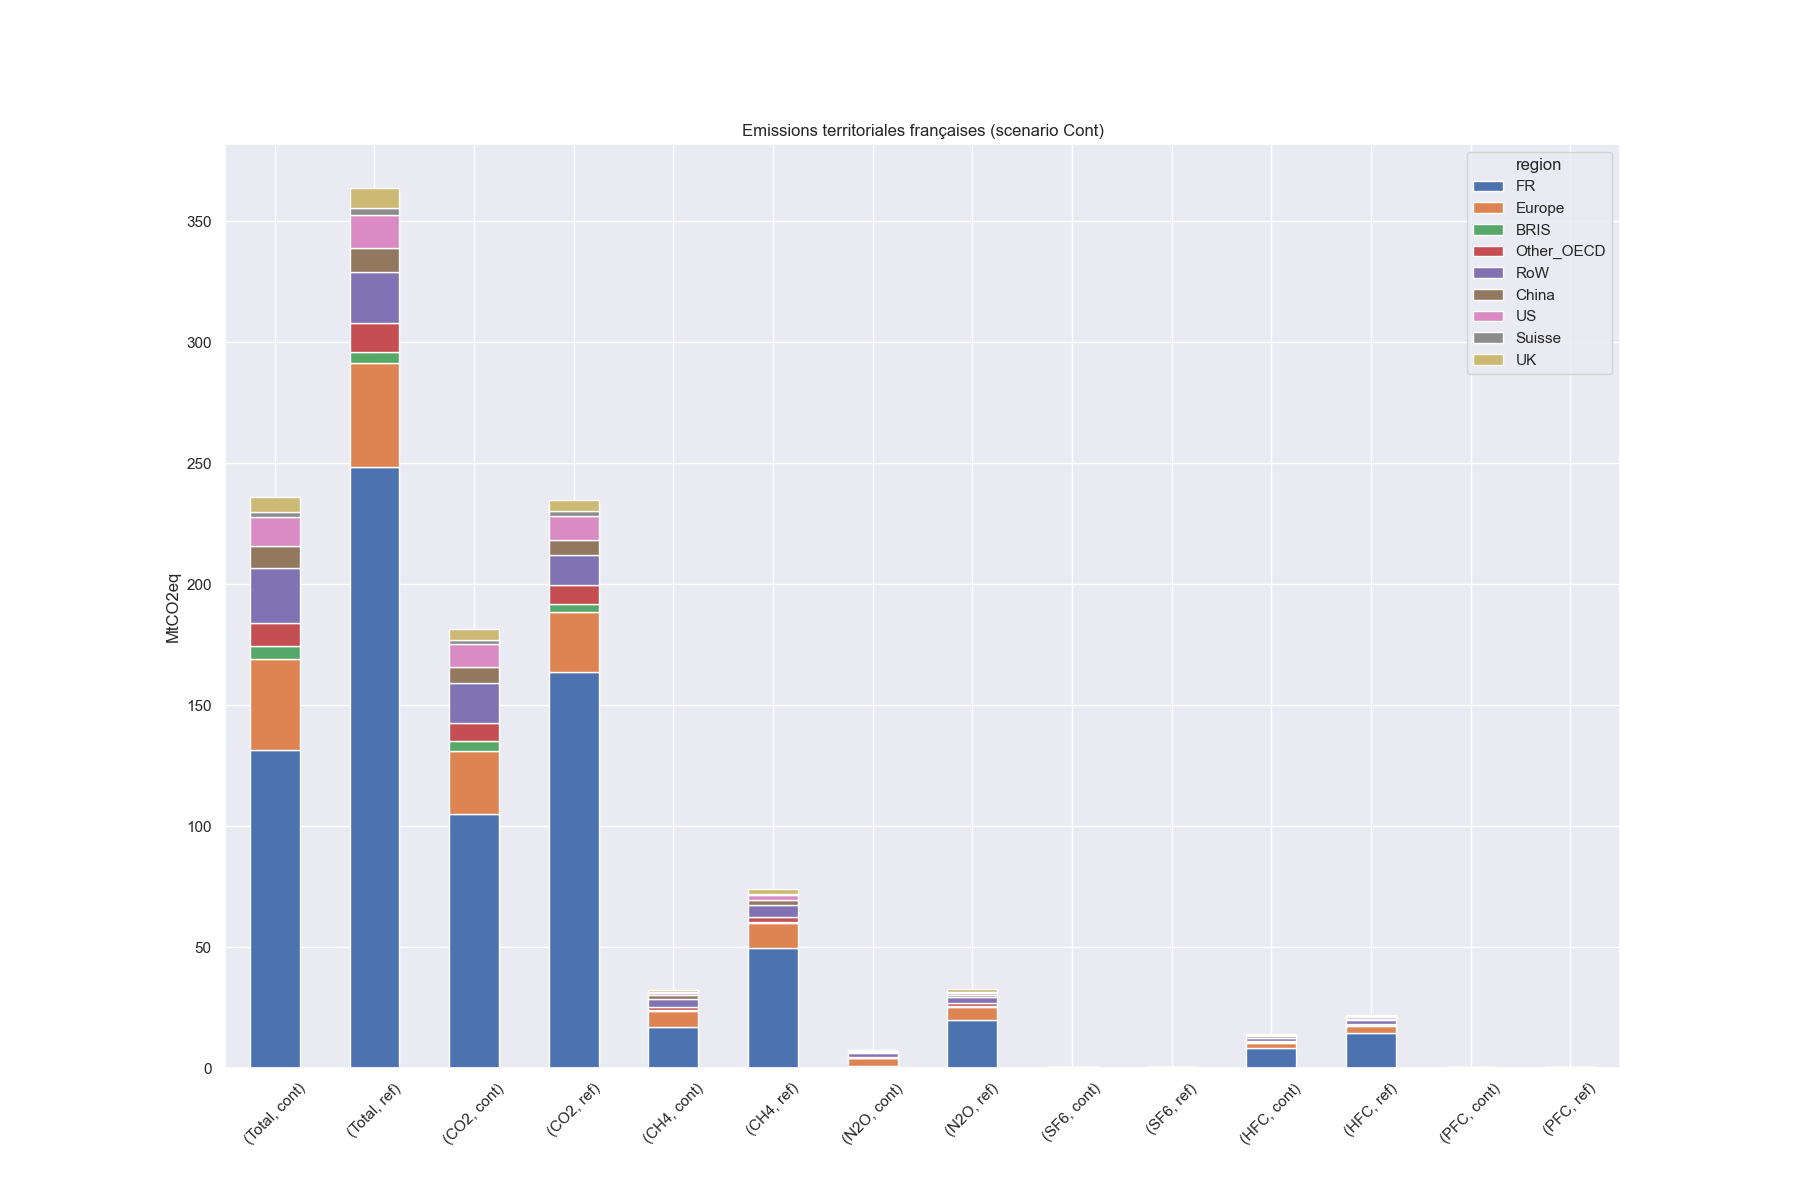 Emissions territoriales françaises (scenario Cont)
region
FR
Europe
BRIS
Other_OECD
RoW
China
US
Suisse
UK
MtCO2eq
350
300
250
200
150
100
50
0
(Total, cont)
(Total, ref)
(CO2, cont)
(CO2, ref)
(CH4, cont)
(CH4, ref)
(N2O, cont)
(N2O, ref)
(SF6, cont)
(SF6, ref)
(HFC, cont)
(HFC, ref)
(PFC, cont)
(PFC, ref)